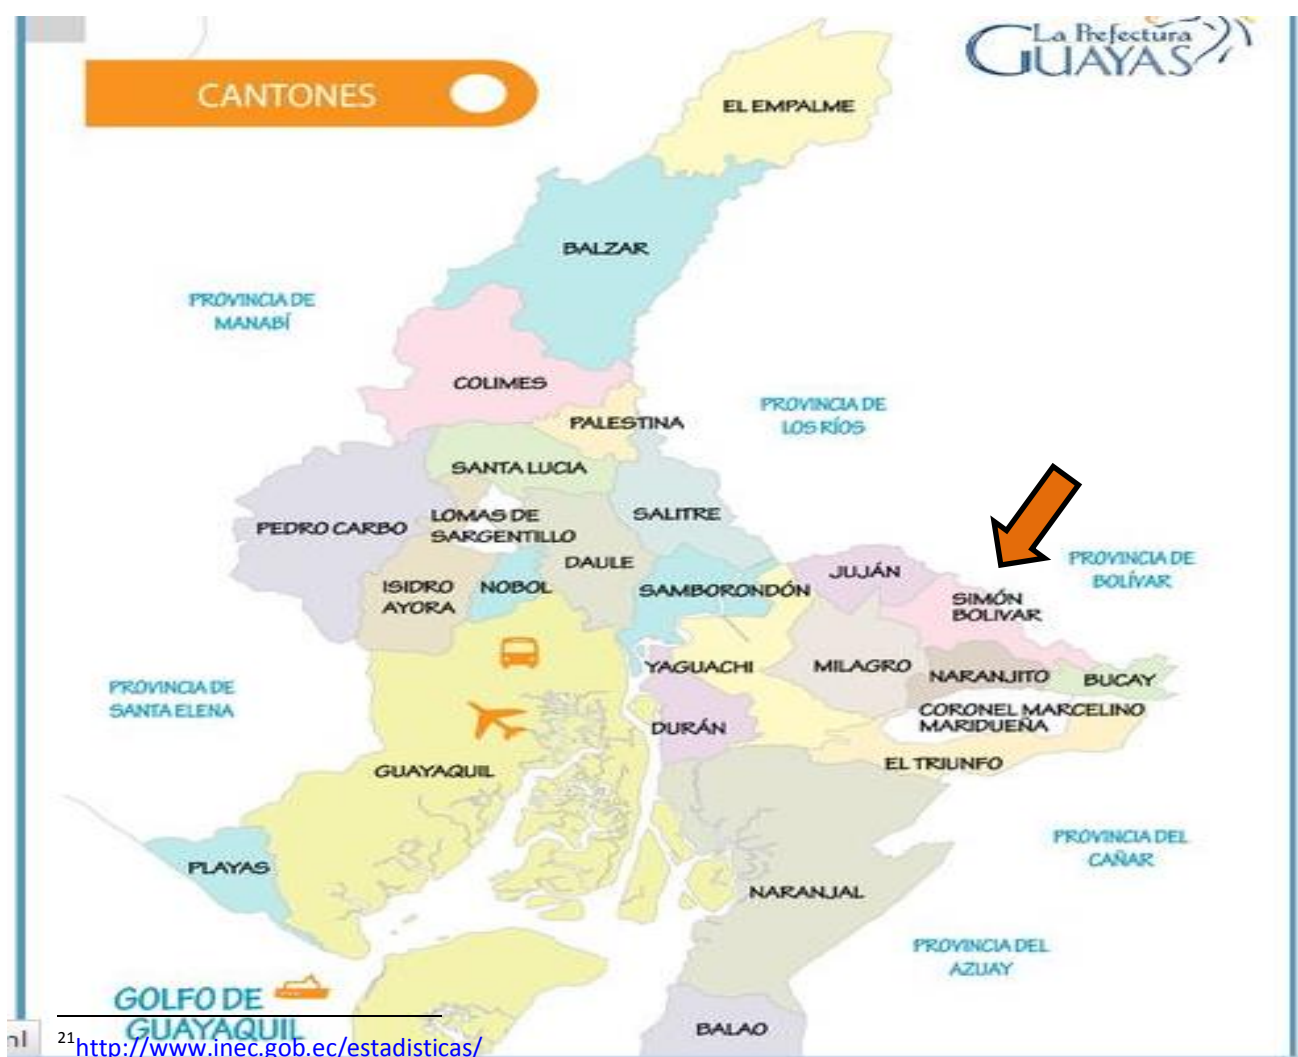 La Prefectura
GUAYAS
CANTONES
EL EMPALME
BALZAR
PROVINCIA DE
MANABÍ
COLIMES
PROVINCIA DE
LOS RÍOS
PALESTINA
SANTA LUCIA
LOMAS DE
SARGENTILLO
SALITRE
PEDRO CARBO
DAULE
JUJÁN
PROVINCIA DE
BOLÍVAR
ISIDRO
AYORA
NOBOL
SAMBORONDÓN
SIMÓN
BOLIVAR
YAGUACHI
MILAGRO
NARANJITO
BUCAY
PROVINCIA DE
SANTA ELENA
CORONEL MARCELINO
MARIDUEÑA
DURÁN
EL TRIUNFO
GUAYAQUIL
PROVINCIA DEL
CAÑAR
PLAYAS
NARANJAL
PROVINCIA DEL
AZUAY
GOLFO DE
GUAYAQUIL
BALAO
nl
21http://www.inec.gob.ec/estadisticas/